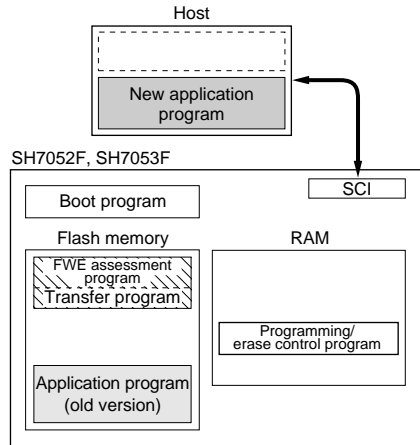 Host
New application
program
SH7052F, SH7053F
SCI
Boot program
Flash memory
RAM
FWE assessment
program
Transfer program
Programming/
erase control program
Application program
(old version)